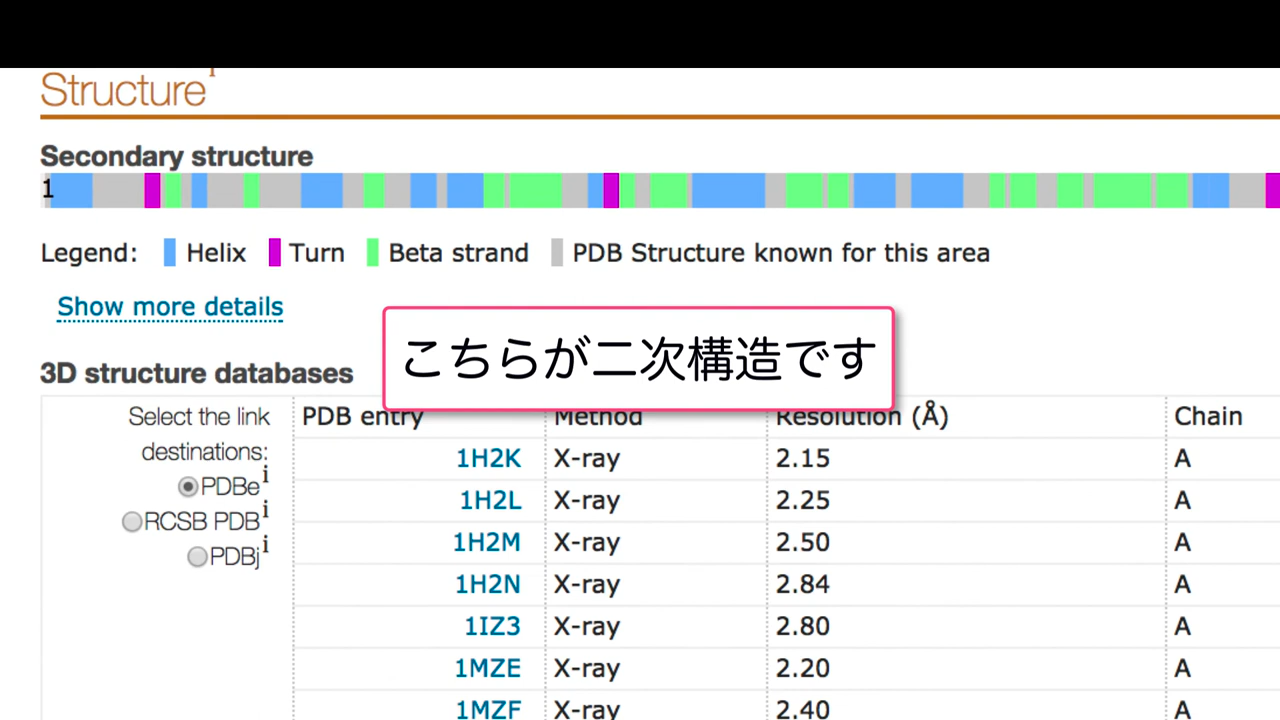 Structure i
Secondary structure
1
Legend: Helix Turn Beta strand PDB Structure known for this area
Show more details
こちらが二次構造です
3D structure databases
Select the link destinations:
PDBe i
RCSB PDB i
PDBj i
PDB entry Method Resolution (Å) Chain
1H2K X-ray 2.15 A
1H2L X-ray 2.25 A
1H2M X-ray 2.50 A
1H2N X-ray 2.84 A
1IZ3 X-ray 2.80 A
1MZE X-ray 2.20 A
1MZF X-ray 2.40 A